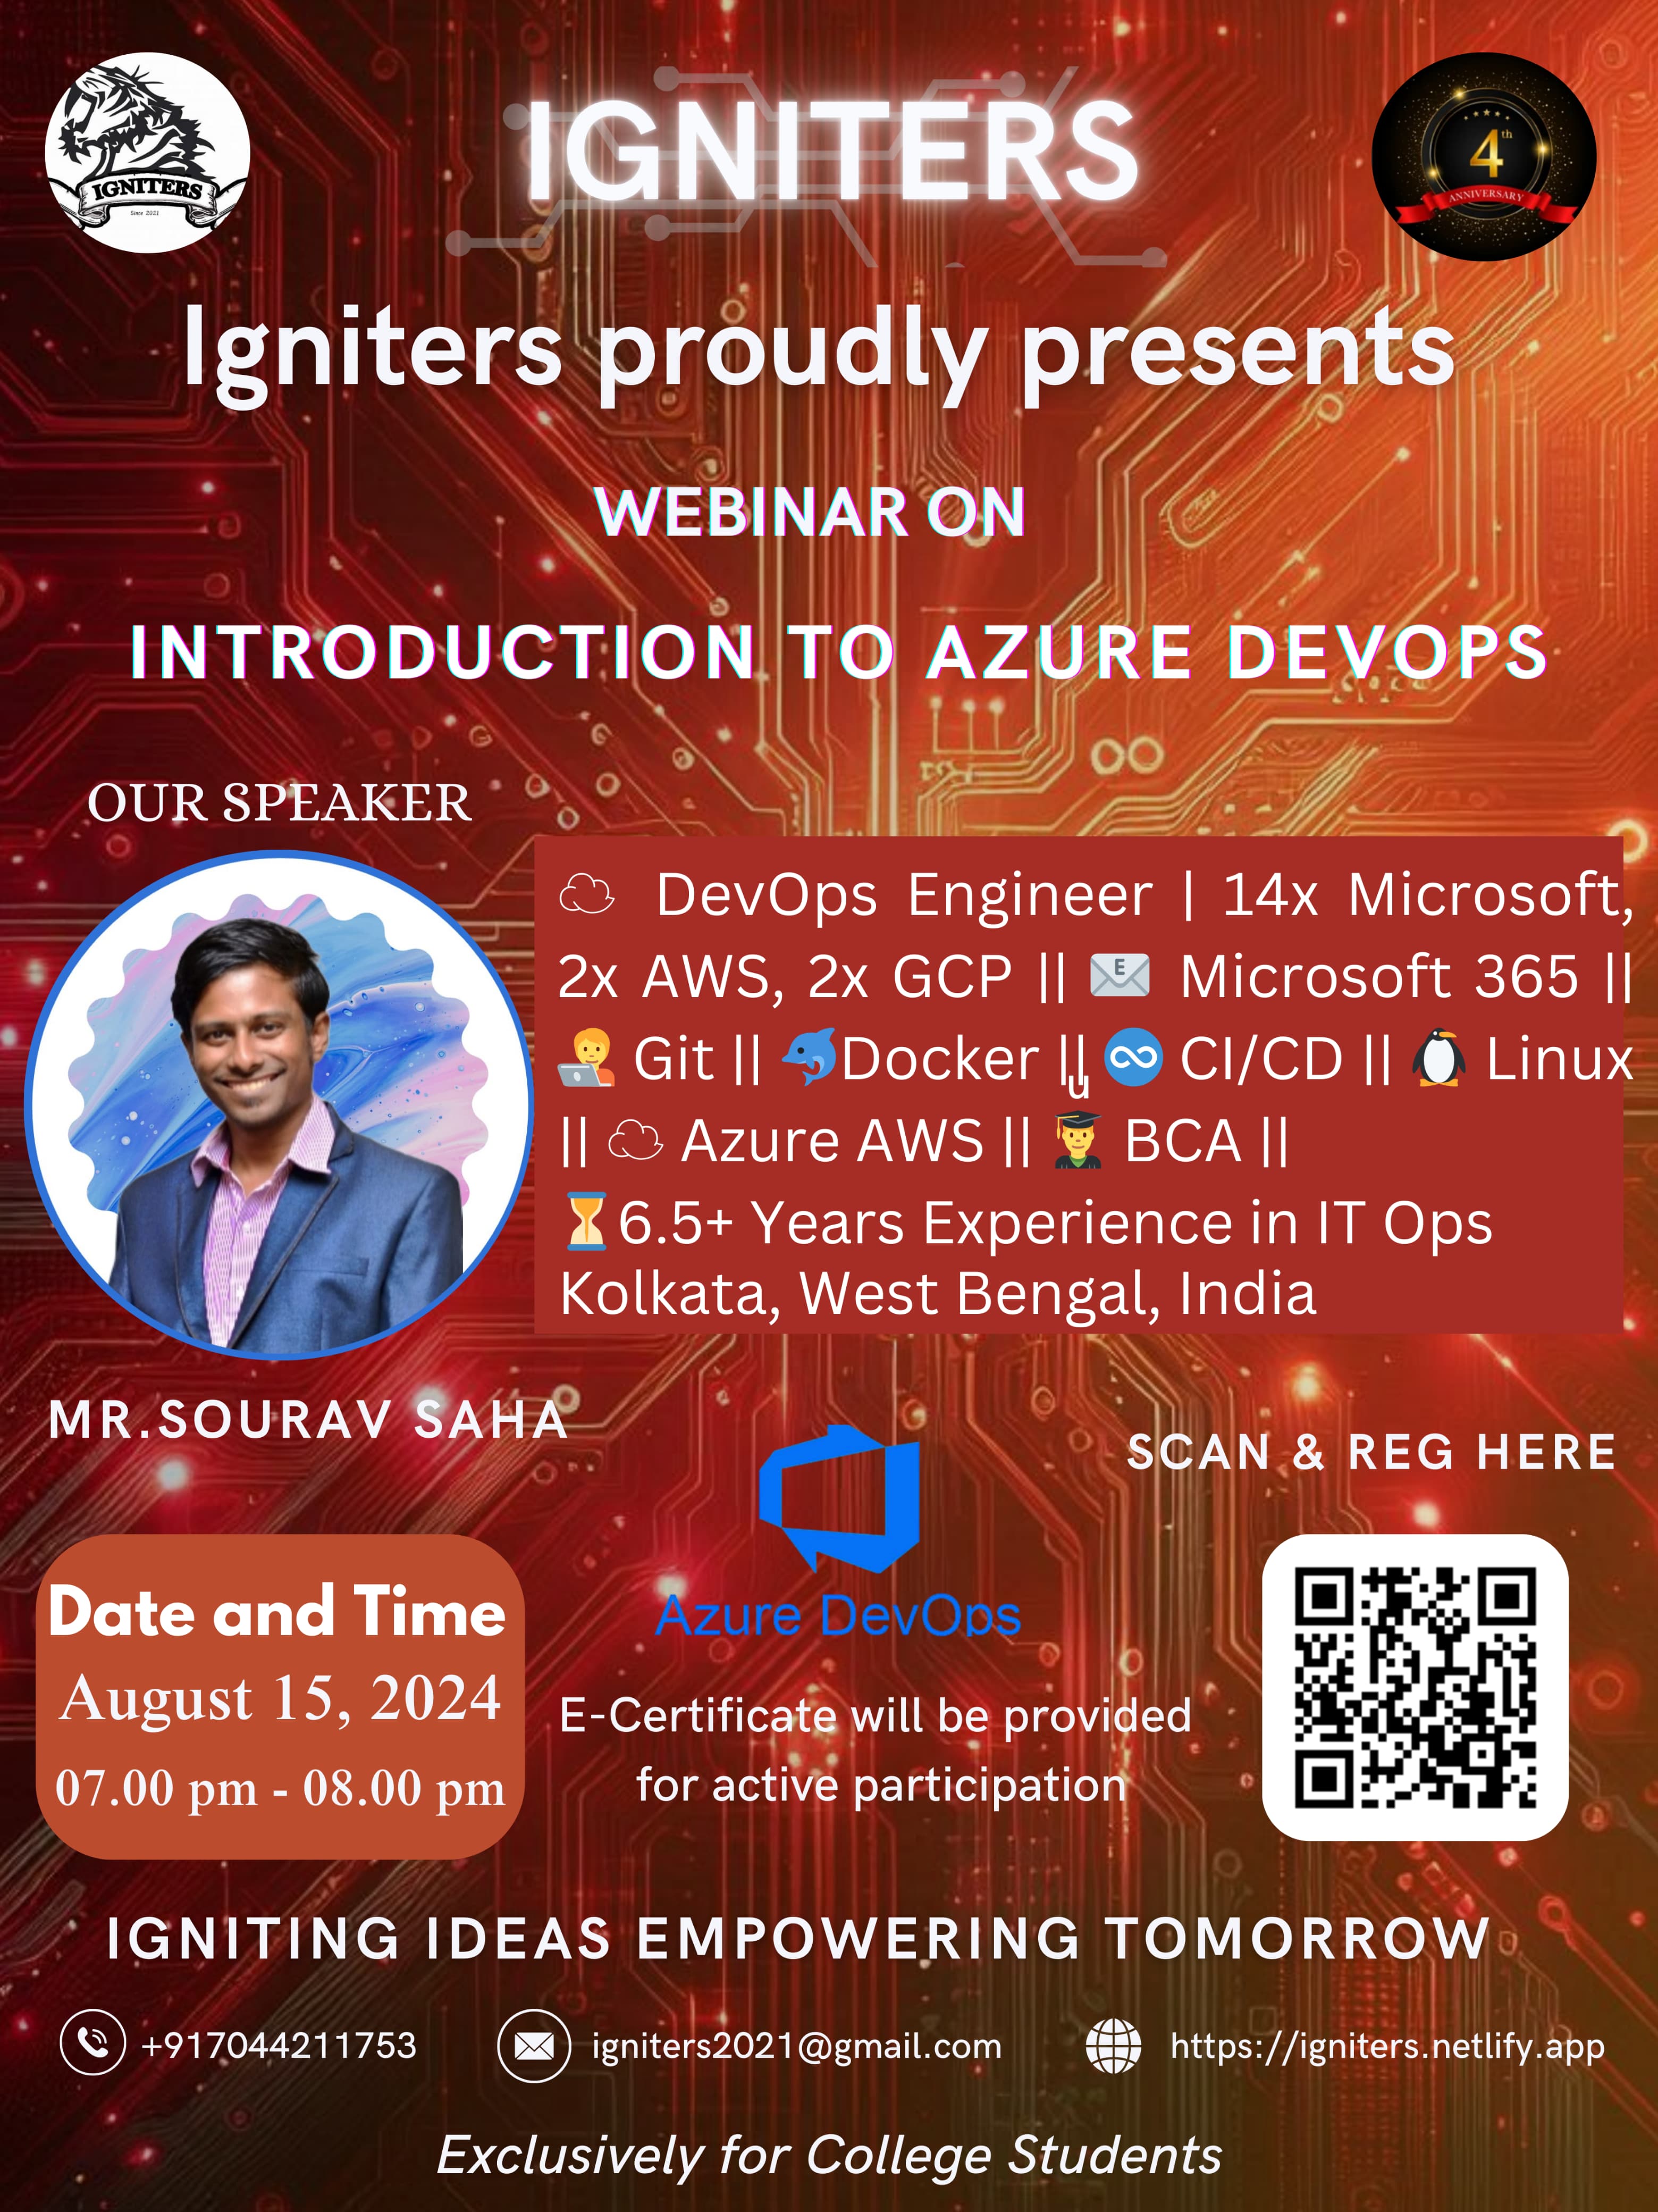 IGNITERS
Since 2021
IGNITERS
4th
ANNIVERSARY
Igniters proudly presents
WEBINAR ON
INTRODUCTION TO AZURE DEVOPS
OUR SPEAKER
DevOps Engineer | 14x Microsoft,
2x AWS, 2x GCP || E Microsoft 365 ||
Git || Docker || CI/CD || Linux
u
|| Azure AWS || BCA ||
6.5+ Years Experience in IT Ops
Kolkata, West Bengal, India
MR.SOURAV SAHA
SCAN & REG HERE
Date and Time
August 15, 2024
07.00 pm - 08.00 pm
Azure DevOps
E-Certificate will be provided
for active participation
IGNITING IDEAS EMPOWERING TOMORROW
+917044211753
igniters2021@gmail.com
https://igniters.netlify.app
Exclusively for College Students